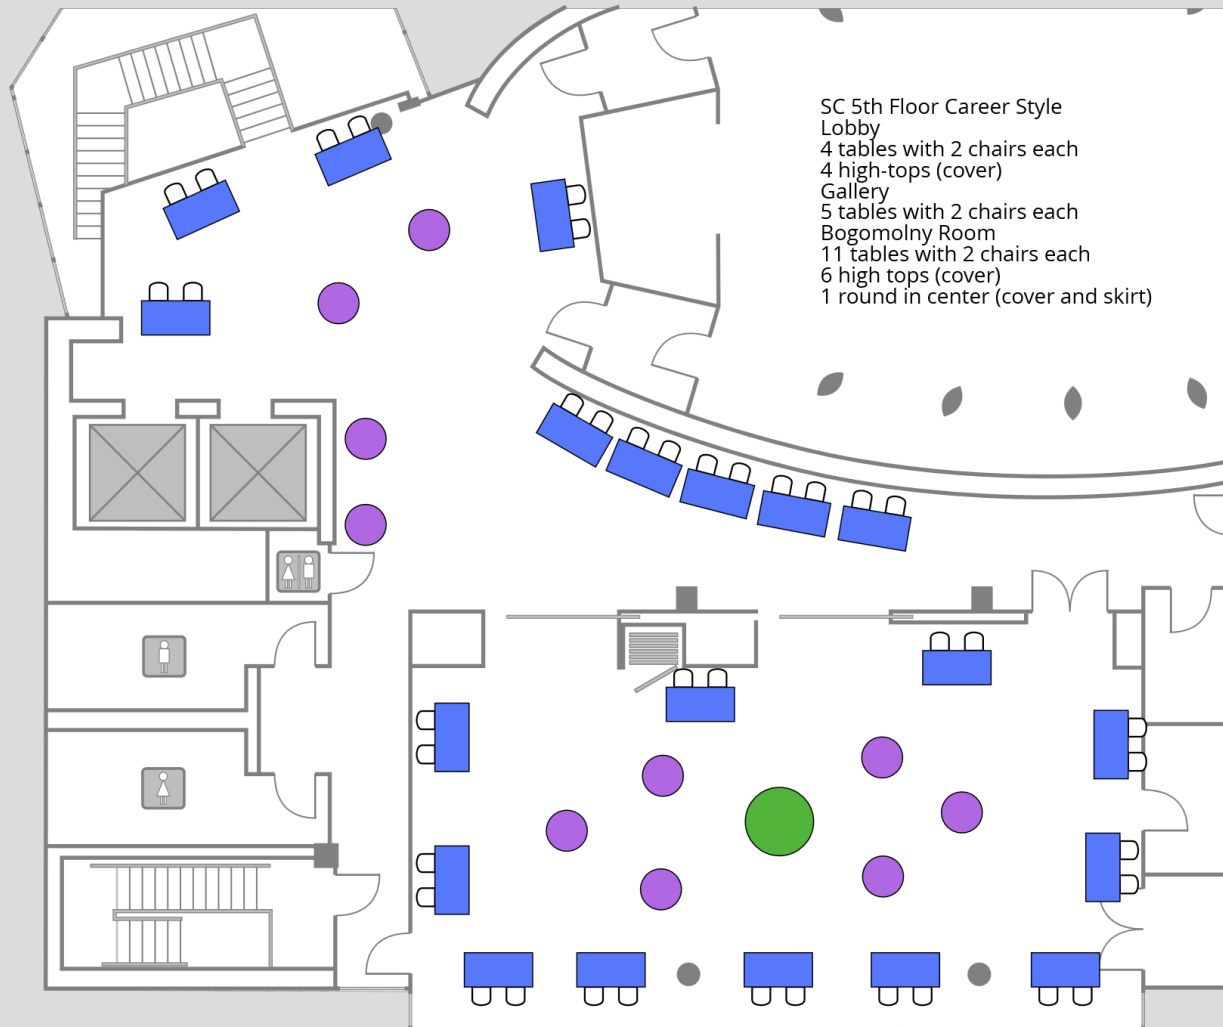 SC 5th Floor Career Style
Lobby
4 tables with 2 chairs each
4 high-tops (cover)
Gallery
5 tables with 2 chairs each
Bogomolny Room
11 tables with 2 chairs each
6 high tops (cover)
1 round in center (cover and skirt)